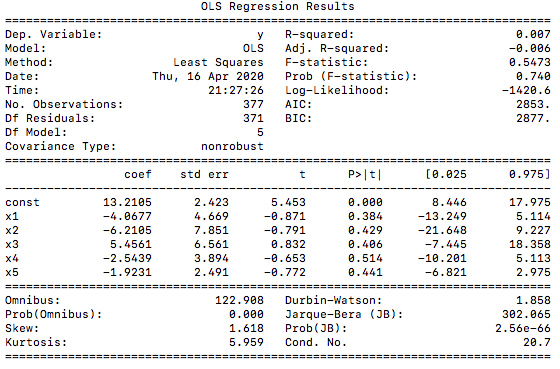 OLS Regression Results
==============================================================================
Dep. Variable:                      y   R-squared:                       0.007
Model:                            OLS   Adj. R-squared:                 -0.006
Method:                 Least Squares   F-statistic:                    0.5473
Date:                Thu, 16 Apr 2020   Prob (F-statistic):              0.740
Time:                        21:27:26   Log-Likelihood:                -1420.6
No. Observations:                 377   AIC:                             2853.
Df Residuals:                     371   BIC:                             2877.
Df Model:                           5
Covariance Type:            nonrobust
==============================================================================
                 coef    std err          t      P>|t|      [0.025      0.975]
------------------------------------------------------------------------------
const         13.2105      2.423      5.453      0.000       8.446      17.975
x1            -4.0677      4.669     -0.871      0.384     -13.249       5.114
x2            -6.2105      7.851     -0.791      0.429     -21.648       9.227
x3             5.4561      6.561      0.832      0.406      -7.445      18.358
x4            -2.5439      3.894     -0.653      0.514     -10.201       5.113
x5            -1.9231      2.491     -0.772      0.441      -6.821       2.975
==============================================================================
Omnibus:                      122.908   Durbin-Watson:                   1.858
Prob(Omnibus):                  0.000   Jarque-Bera (JB):              302.065
Skew:                           1.618   Prob(JB):                     2.56e-66
Kurtosis:                       5.959   Cond. No.                         20.7
==============================================================================